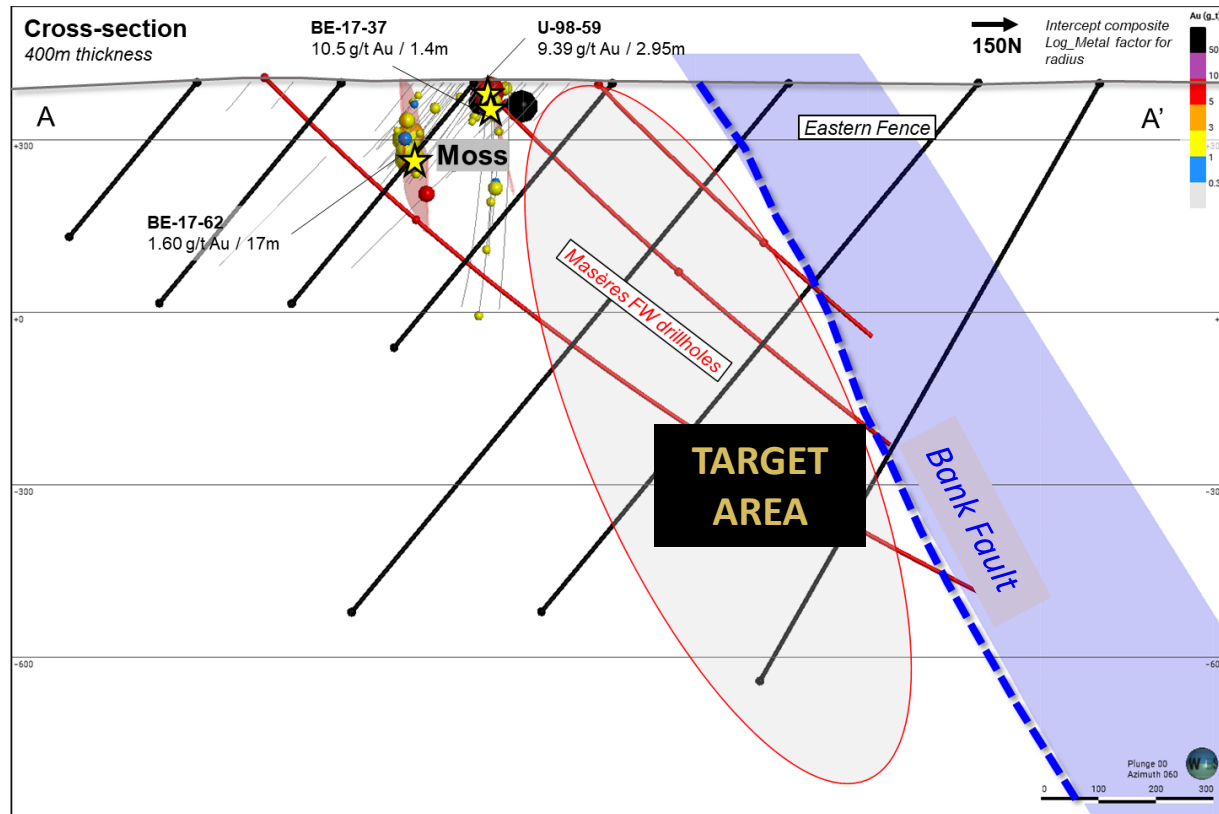 Cross-section
400m thickness
BE-17-37
10.5 g/t Au / 1.4m
U-98-59
9.39 g/t Au / 2.95m
150N
Intercept composite
Log_Metal factor for
radius
Au (g_t)
50
10
5
3
1
0.3
A
A’
Eastern Fence
+300
Moss
BE-17-62
1.60 g/t Au / 17m
Masères FW drillholes
+0
TARGET
AREA
Bank Fault
-300
-600
Plunge 00
Azimuth 060
0 100 200 300